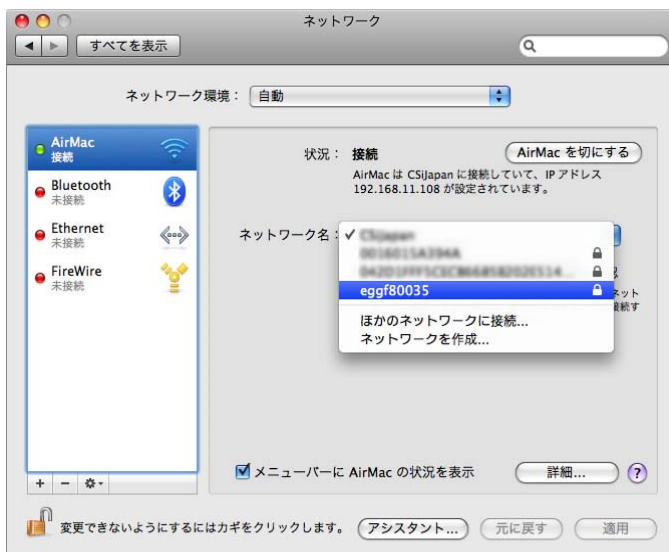 ネットワーク
すべてを表示
ネットワーク環境： 自動
AirMac
接続
Bluetooth
未接続
Ethernet
未接続
FireWire
未接続
状況： 接続
AirMac を切にする
AirMac は CSiJapan に接続していて、IP アドレス
192.168.11.108 が設定されています。
ネットワーク名：
eggf80035
ネット
続す
ほかのネットワークに接続...
ネットワークを作成...
メニューバーに AirMac の状況を表示
詳細...
?
変更できないようにするにはカギをクリックします。
アシスタント...
元に戻す
適用